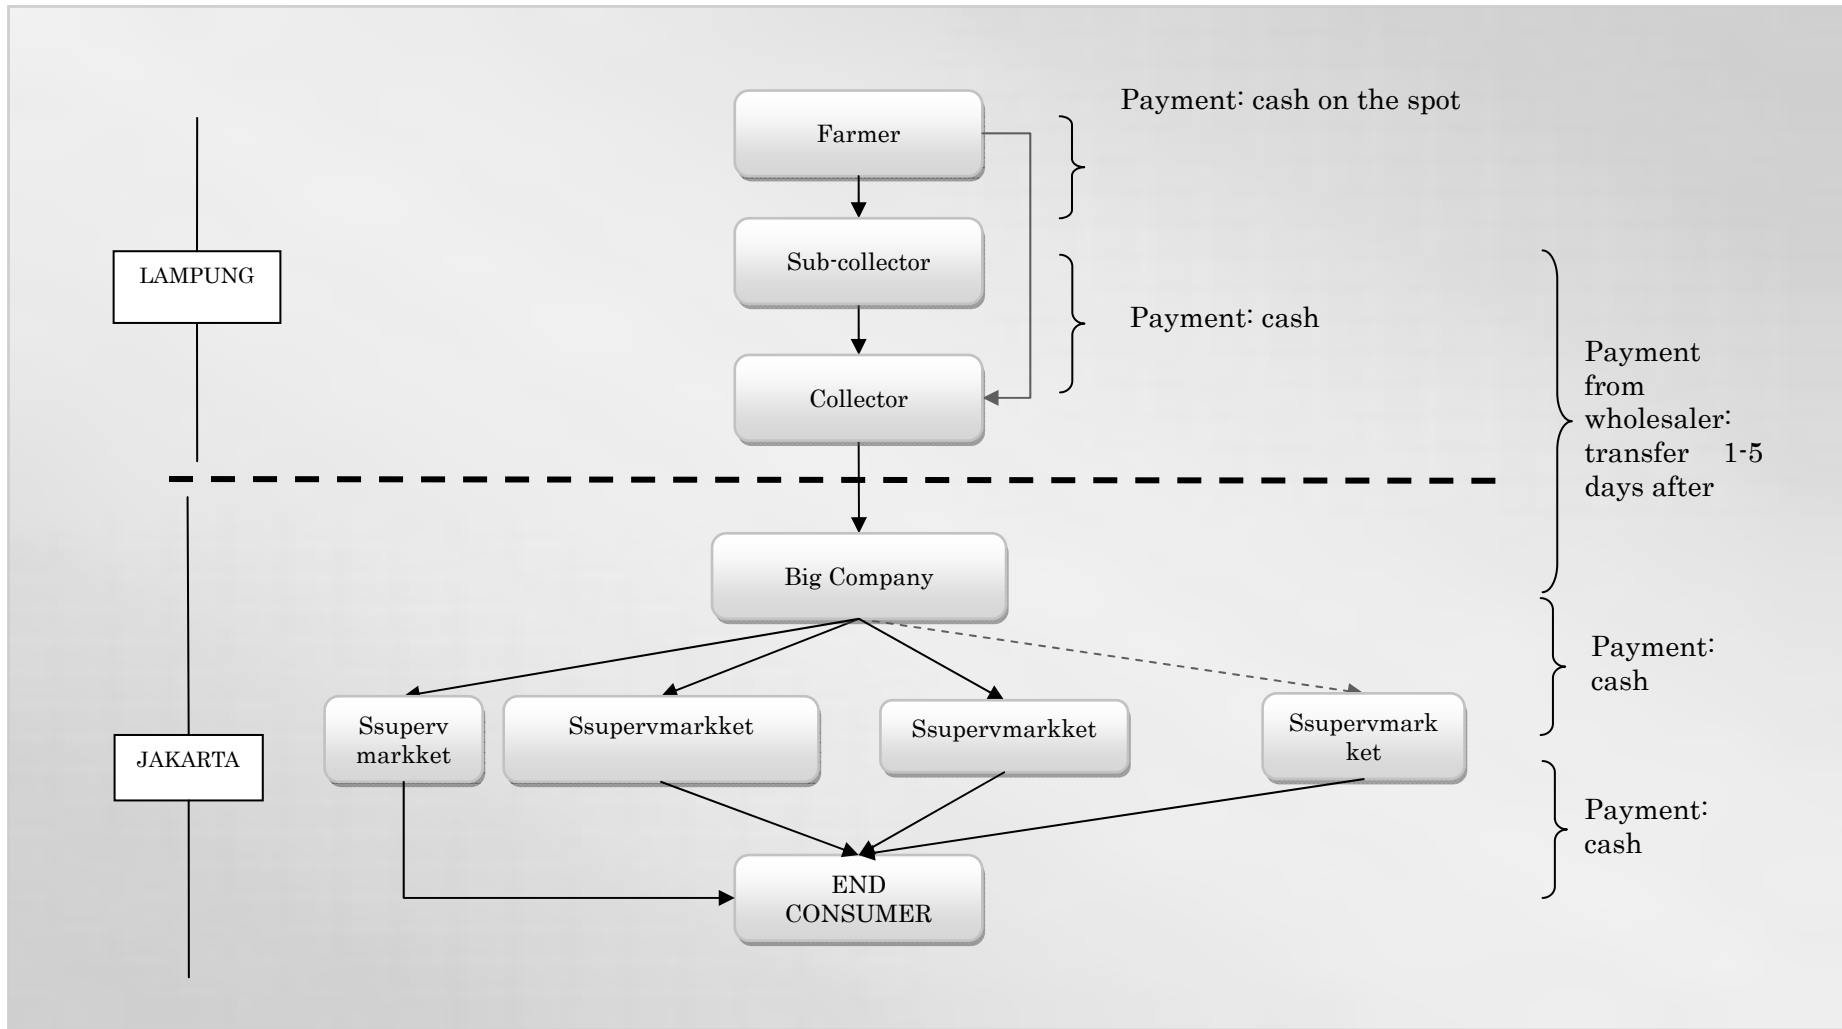 Payment: cash on the spot
Farmer
Sub-collector
LAMPUNG
Payment: cash
Collector
Payment
from
wholesaler:
transfer 1-5
days after
Big Company
Payment:
cash
Ssuperv
markket
Ssupervmarkket
Ssupervmarkket
Ssupervmark
ket
JAKARTA
Payment:
cash
END
CONSUMER